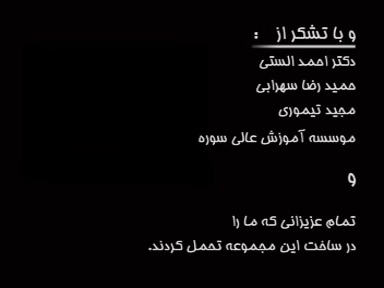 و با تشکر از :
دکتر احمد الستی
حمید رضا سهرابی
مجید تیموری
موسسه آموزش عالی سوره
و
تمام عزیزانی که ما را
در ساخت این مجموعه تحمل کردند.